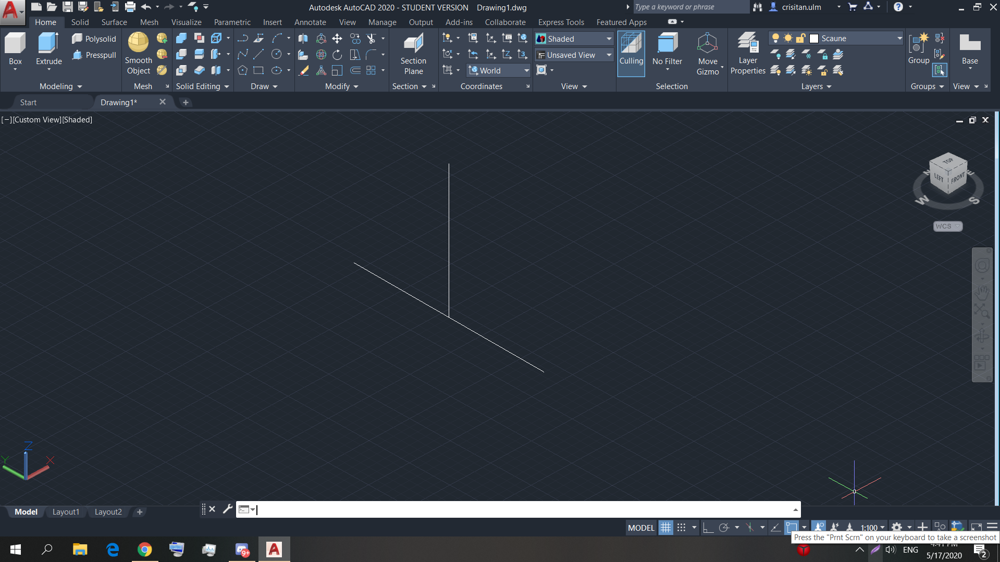 Autodesk AutoCAD 2020 - STUDENT VERSION Drawing1.dwg
Type a keyword or phrase
crisitan.ulm
Home Solid Surface Mesh Visualize Parametric Insert Annotate View Manage Output Add-ins Collaborate Express Tools Featured Apps
Box
Extrude
Polysolid
Presspull
Modeling
Smooth
Object
Mesh
Solid Editing
Draw
Modify
Section
Plane
Section
World
Coordinates
Shaded
Unsaved View
View
Culling
No Filter
Move
Gizmo
Selection
Layer
Properties
Scaune
Layers
Group
Groups
Base
View
Start
Drawing1*
[−][Custom View][Shaded]
TOP
LEFT
FRONT
N
E
W
S
WCS
Z
Y
X
Model
Layout1
Layout2
MODEL
1:100
Press the "Prnt Scrn" on your keyboard to take a screenshot
9+
ENG
4:41 PM
5/17/2020
2